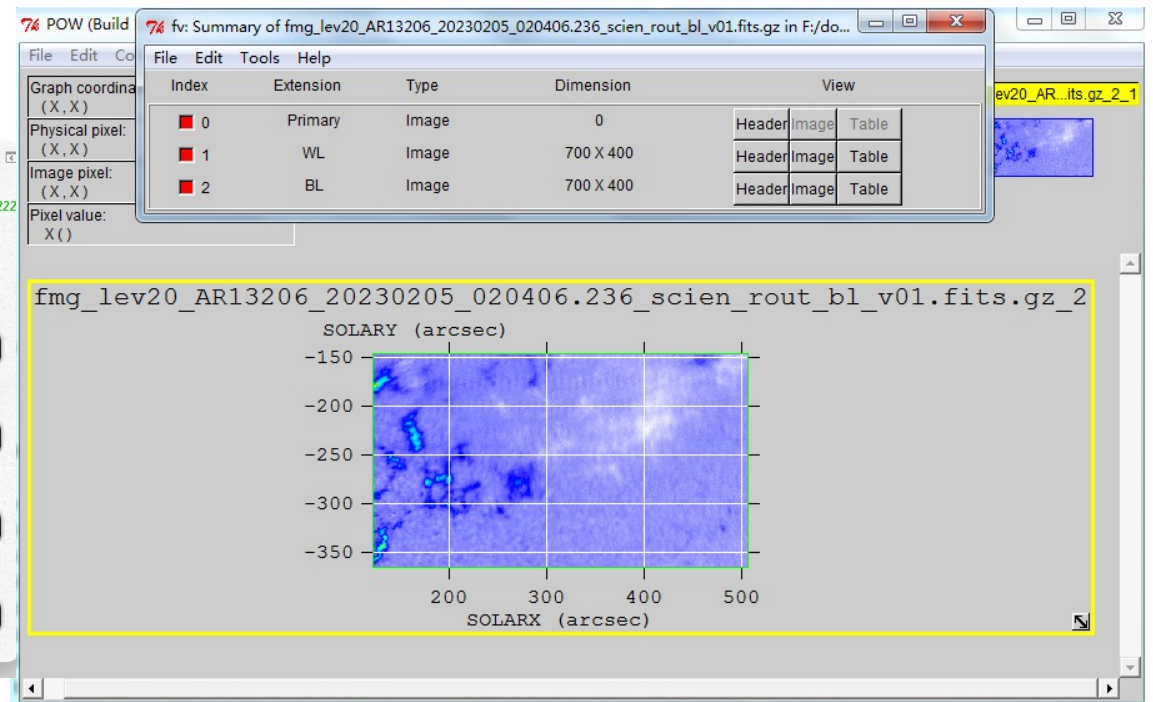 POW (Build
fv: Summary of fmg_lev20_AR13206_20230205_020406.236_scien_rout_bl_v01.fits.gz in F:/do...
File Edit Co
File Edit Tools Help
Index Extension Type Dimension View
0 Primary Image 0 Header Image Table
1 WL Image 700 X 400 Header Image Table
2 BL Image 700 X 400 Header Image Table
Graph coordina
(X,X)
Physical pixel:
(X,X)
Image pixel:
(X,X)
Pixel value:
X()
ev20_AR...its.gz_2_1
222
fmg_lev20_AR13206_20230205_020406.236_scien_rout_bl_v01.fits.gz_2
SOLARY (arcsec)
-150
-200
-250
-300
-350
200 300 400 500
SOLARX (arcsec)